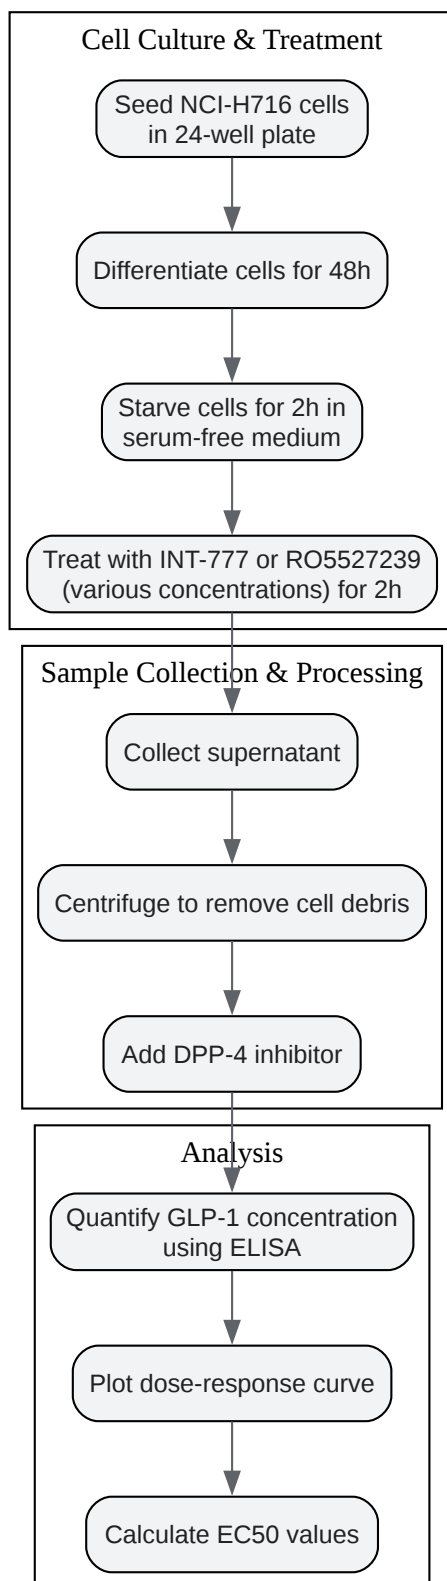 Cell Culture & Treatment
Seed NCI-H716 cells
in 24-well plate
Differentiate cells for 48h
Starve cells for 2h in
serum-free medium
Treat with INT-777 or RO5527239
(various concentrations) for 2h
Sample Collection & Processing
Collect supernatant
Centrifuge to remove cell debris
Add DPP-4 inhibitor
Analysis
Quantify GLP-1 concentration
using ELISA
Plot dose-response curve
Calculate EC50 values